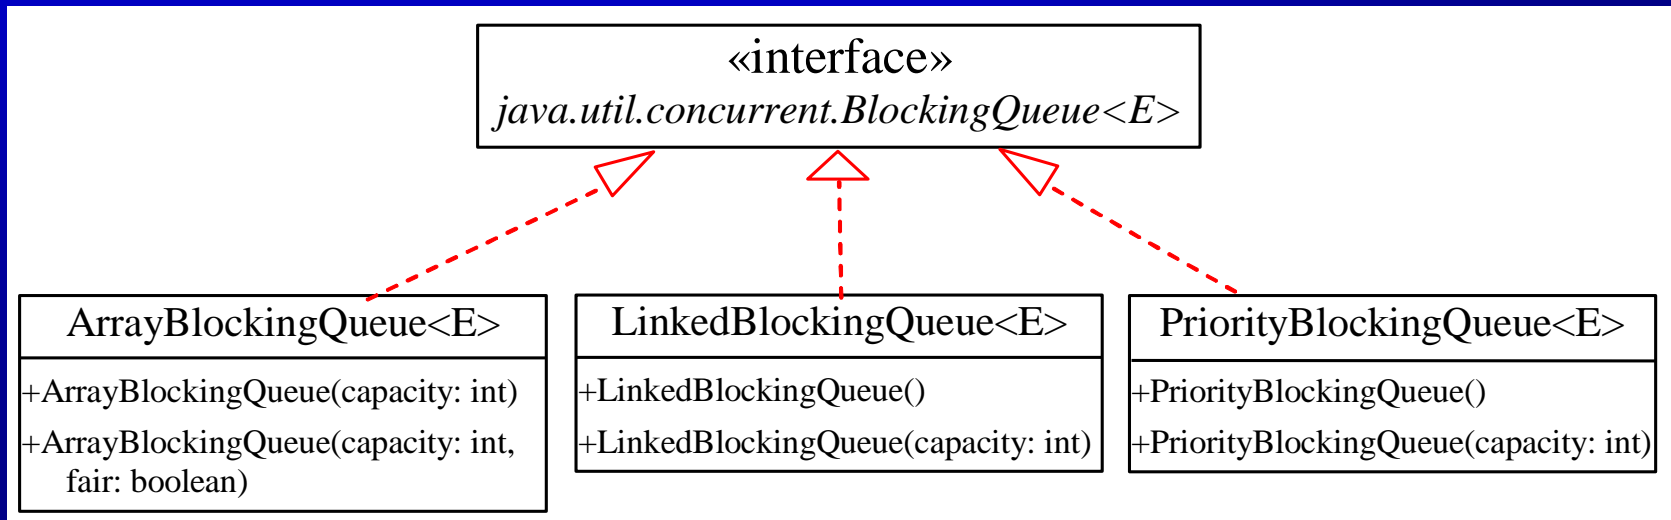 «interface»
java.util.concurrent.BlockingQueue<E>
ArrayBlockingQueue<E>
+ArrayBlockingQueue(capacity: int)
+ArrayBlockingQueue(capacity: int,
fair: boolean)
LinkedBlockingQueue<E>
+LinkedBlockingQueue()
+LinkedBlockingQueue(capacity: int)
PriorityBlockingQueue<E>
+PriorityBlockingQueue()
+PriorityBlockingQueue(capacity: int)